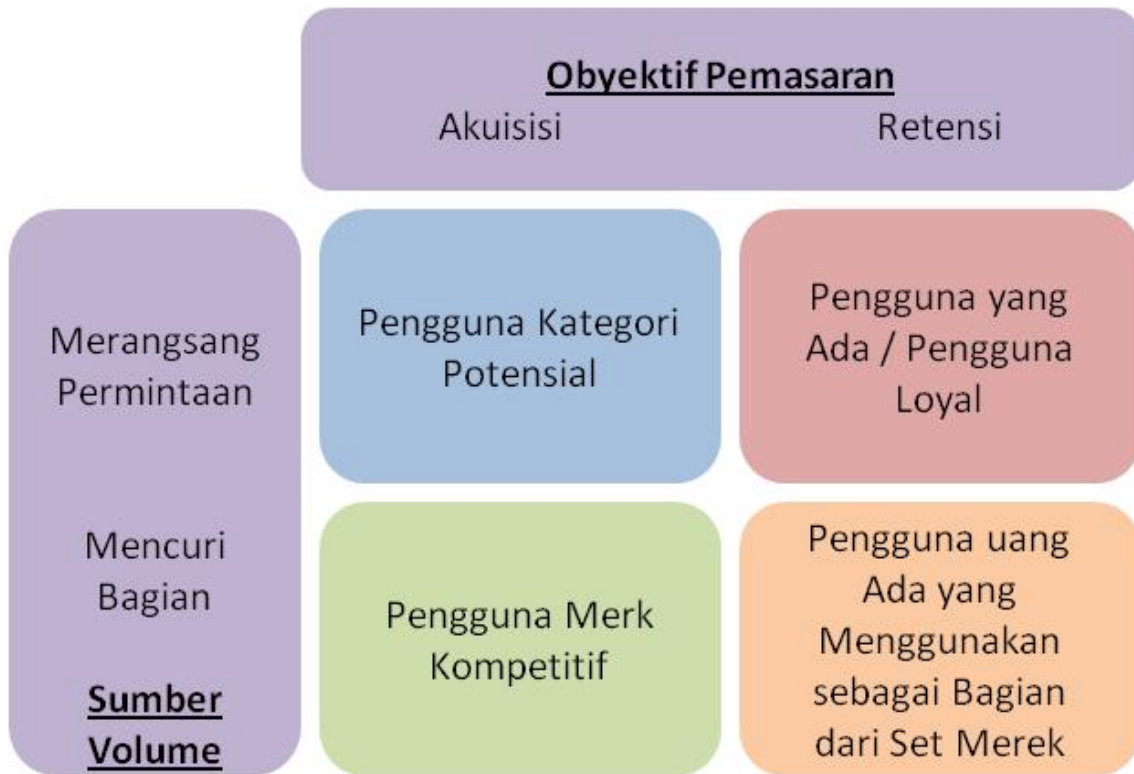 Obyektif Pemasaran
Akuisisi Retensi
Merangsang
Permintaan
Pengguna Kategori
Potensial
Pengguna yang
Ada / Pengguna
Loyal
Mencuri
Bagian
Sumber
Volume
Pengguna Merk
Kompetitif
Pengguna uang
Ada yang
Menggunakan
sebagai Bagian
dari Set Merek